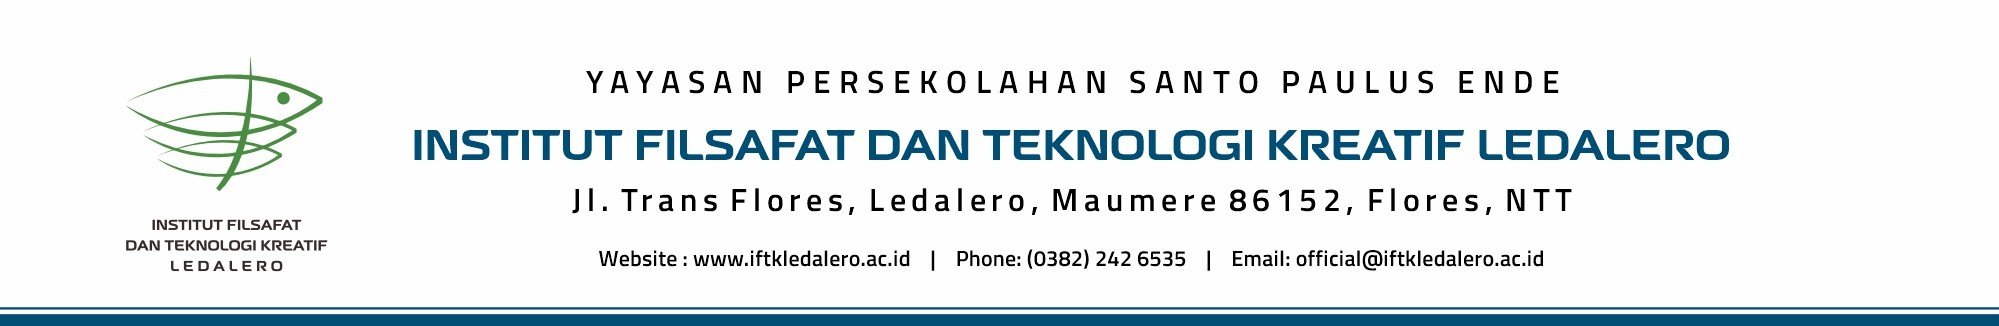 INSTITUT FILSAFAT
DAN TEKNOLOGI KREATIF
LEDALERO
YAYASAN PERSEKOLAHAN SANTO PAULUS ENDE
INSTITUT FILSAFAT DAN TEKNOLOGI KREATIF LEDALERO
Jl. Trans Flores, Ledalero, Maumere 86152, Flores, NTT
Website : www.iftkledalero.ac.id | Phone: (0382) 242 6535 | Email: official@iftkledalero.ac.id